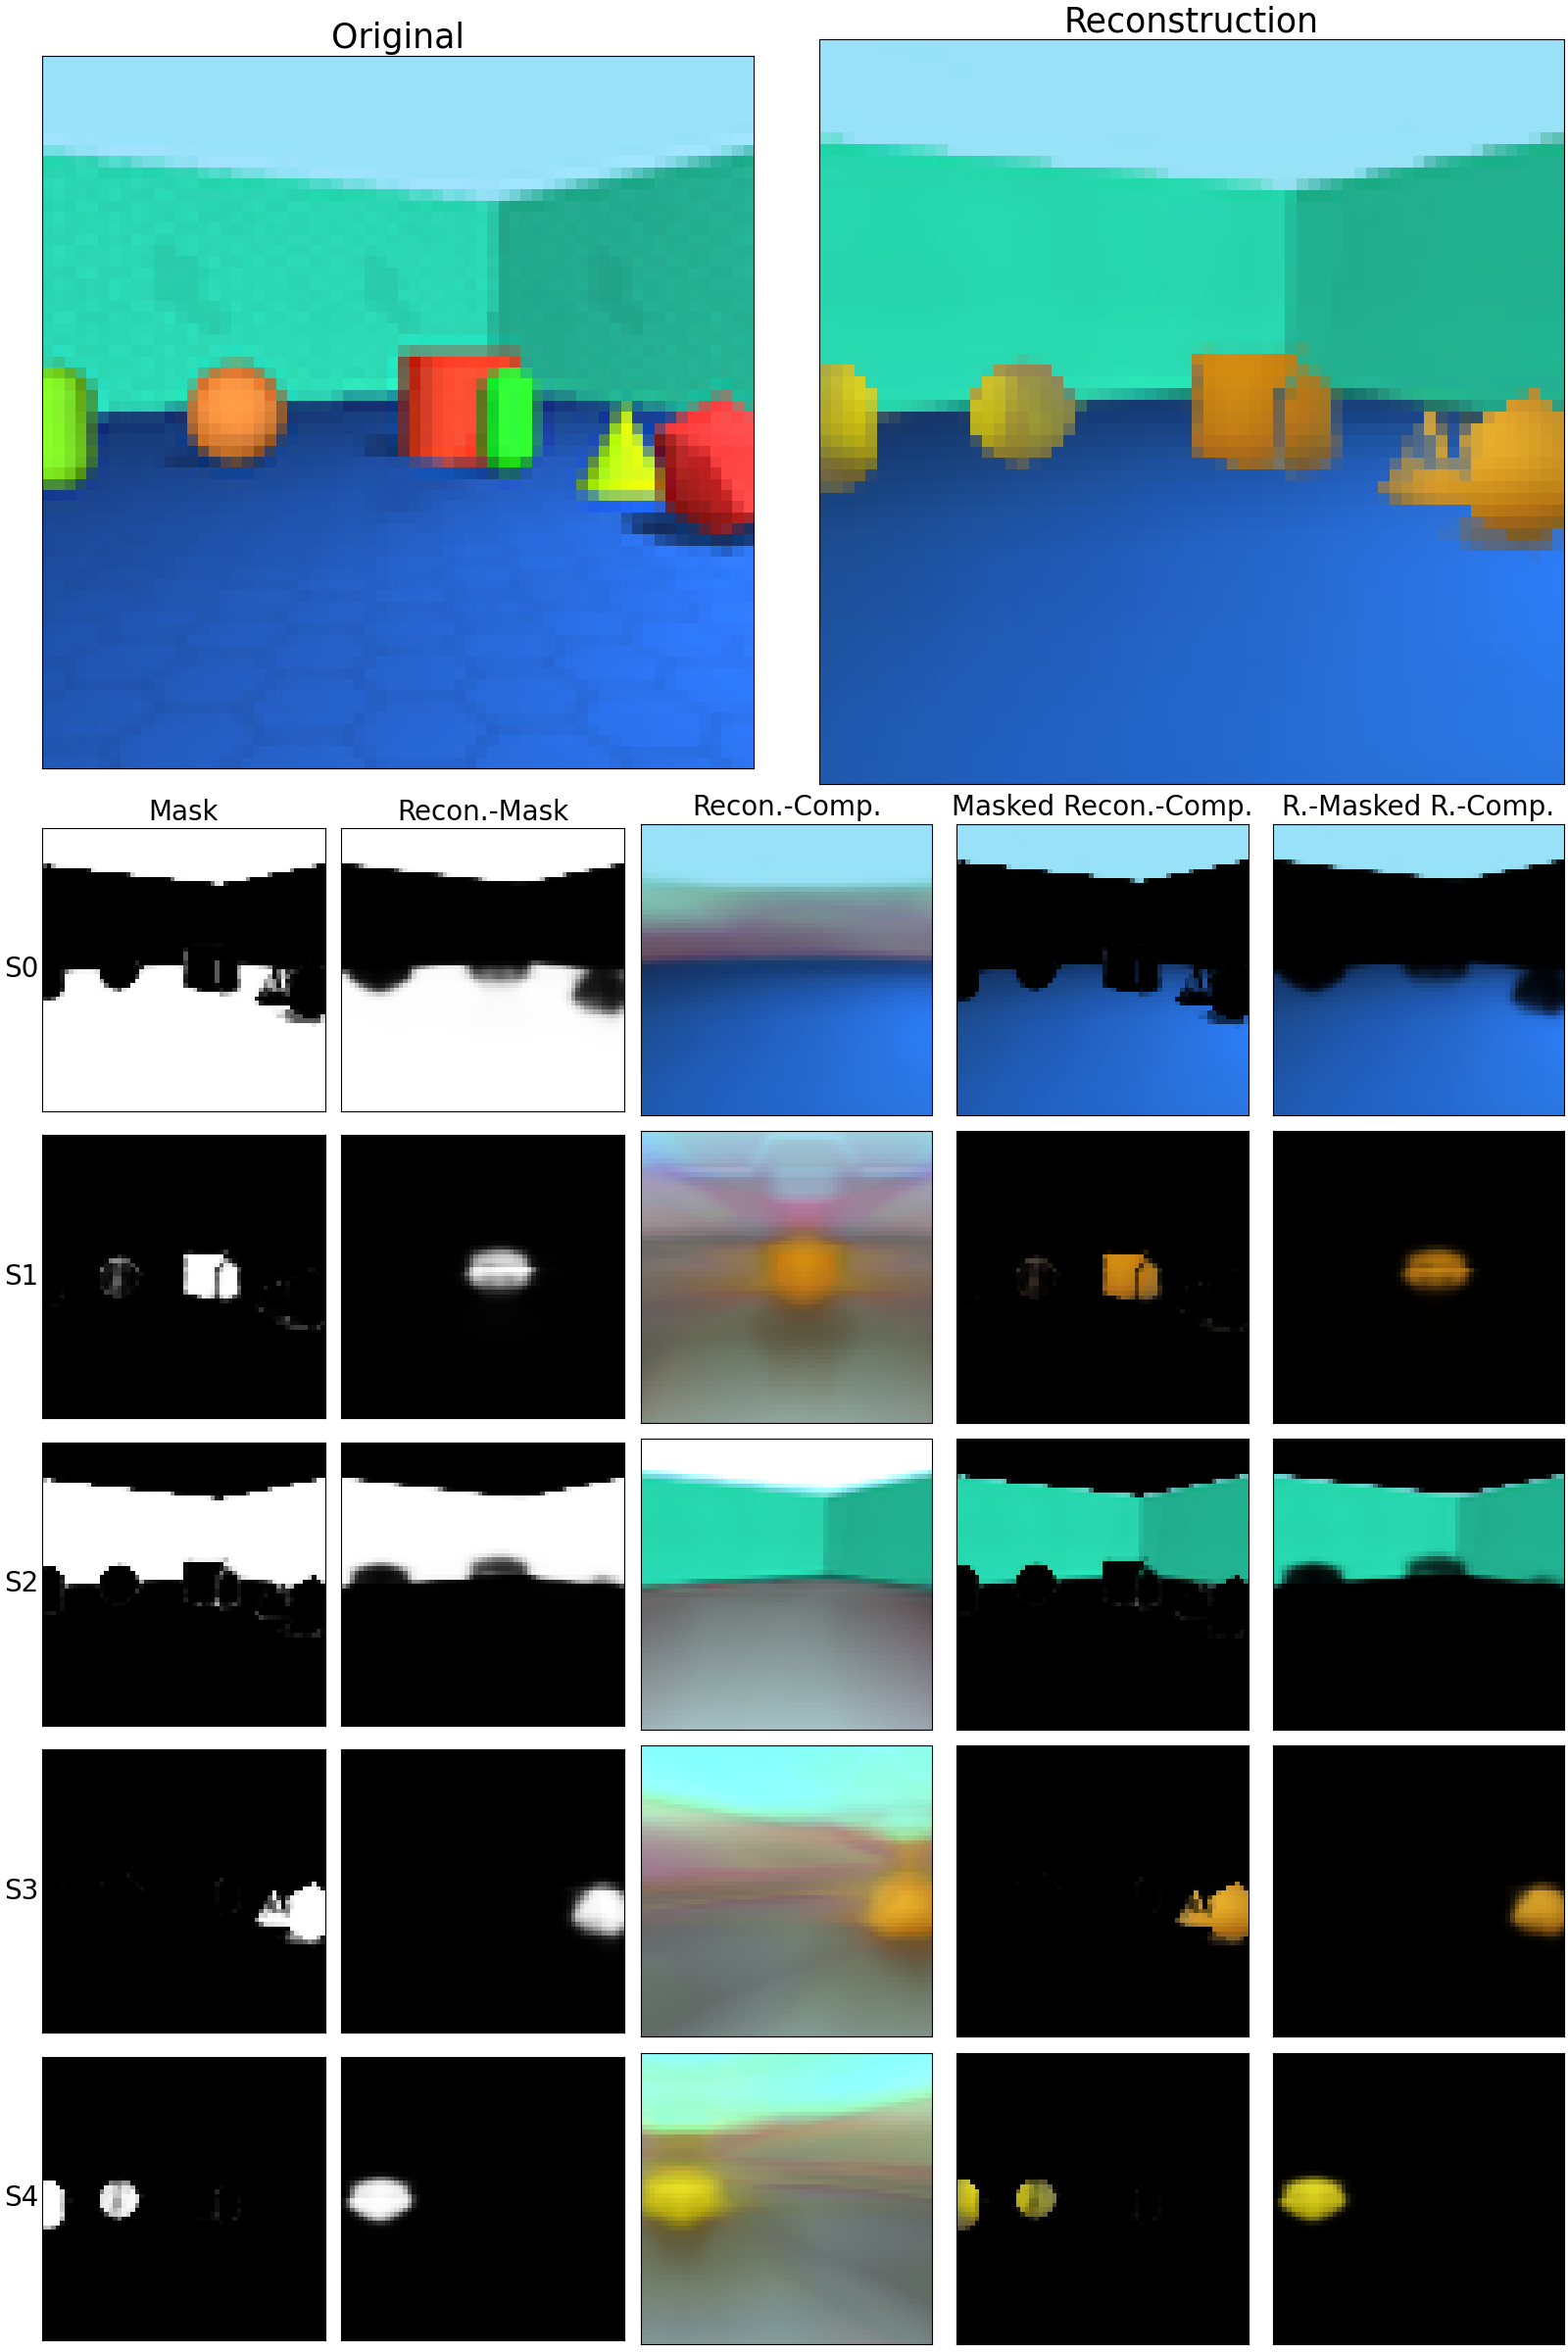 Original
Reconstruction
Mask
Recon.-Mask
Recon.-Comp.
Masked Recon.-Comp.
R.-Masked R.-Comp.
S0
S1
S2
S3
S4